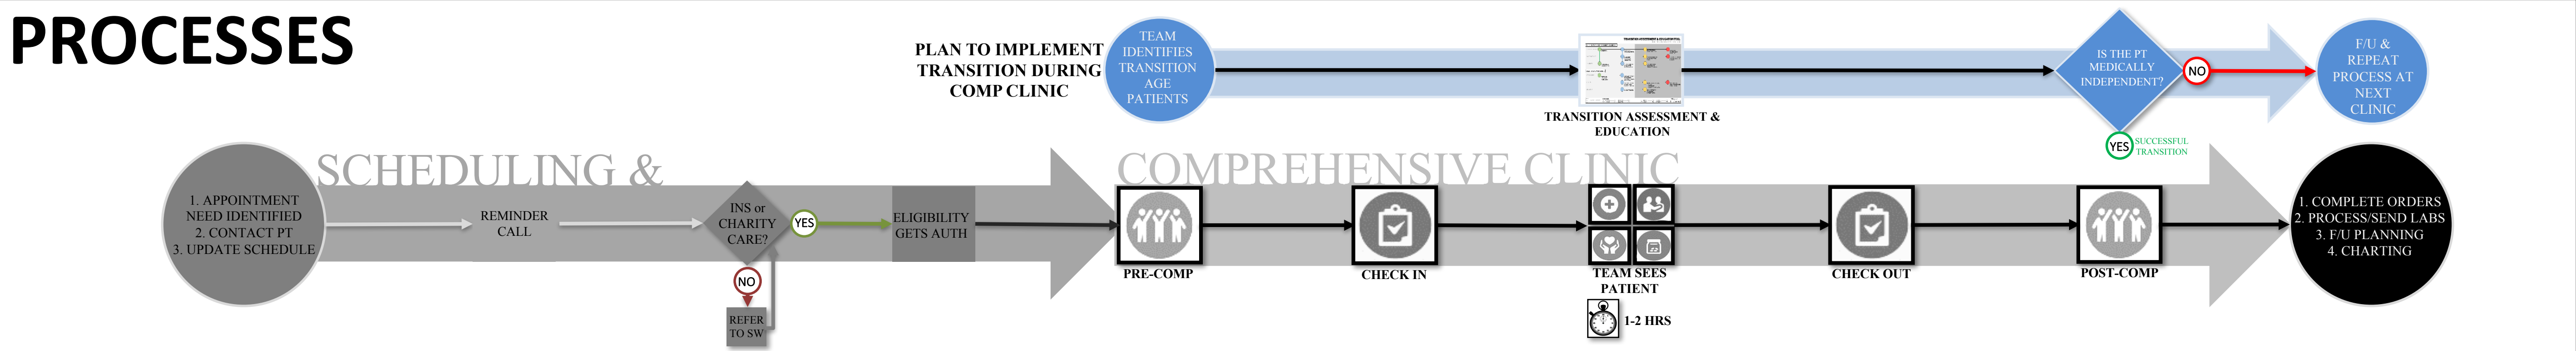 PROCESSES
PLAN TO IMPLEMENT
TRANSITION DURING
COMP CLINIC
TEAM
IDENTIFIES
TRANSITION
AGE
PATIENTS
TRANSITION ASSESSMENT &
EDUCATION
IS THE PT
MEDICALLY
INDEPENDENT?
NO
YES
SUCCESSFUL
TRANSITION
F/U &
REPEAT
PROCESS AT
NEXT
CLINIC
SCHEDULING &
1. APPOINTMENT
NEED IDENTIFIED
2. CONTACT PT
3. UPDATE SCHEDULE
REMINDER
CALL
INS or
CHARITY
CARE?
YES
NO
REFER
TO SW
ELIGIBILITY
GETS AUTH
COMPREHENSIVE CLINIC
PRE-COMP
CHECK IN
TEAM SEES
PATIENT
1-2 HRS
CHECK OUT
POST-COMP
1. COMPLETE ORDERS
2. PROCESS/SEND LABS
3. F/U PLANNING
4. CHARTING